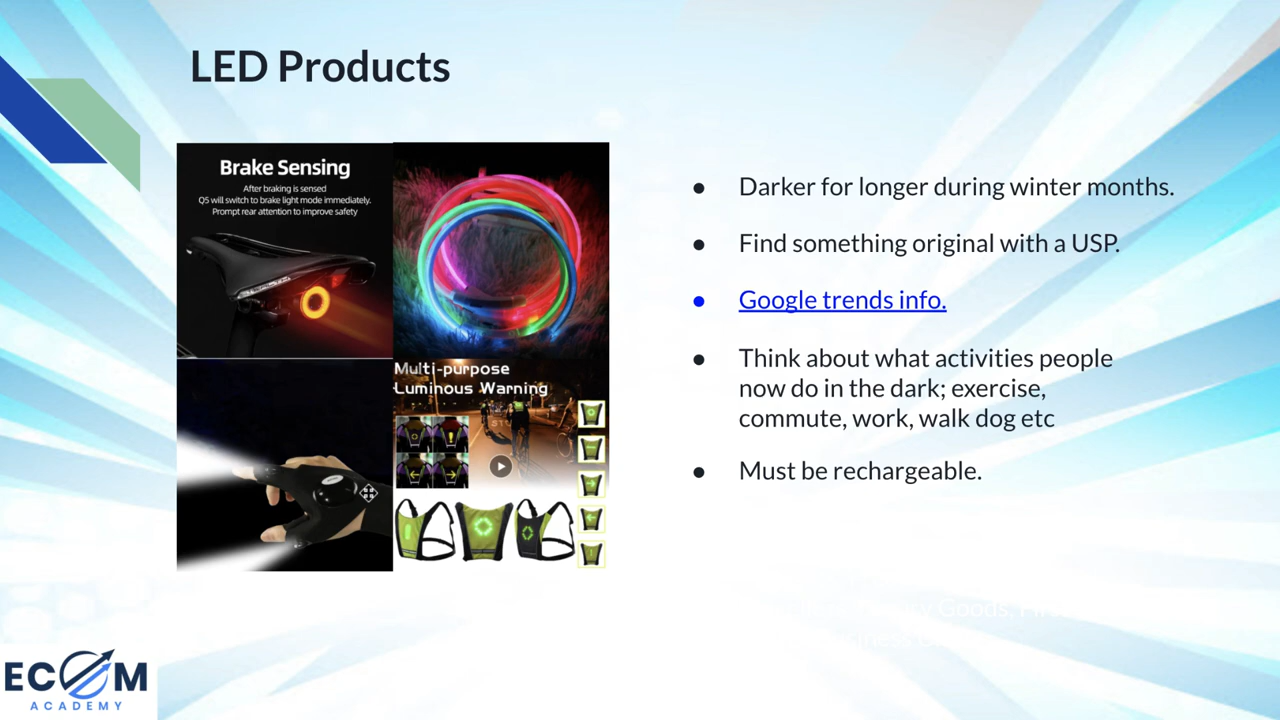 LED Products
Brake Sensing
After braking is sensed
Q5 will switch to brake light mode immediately.
Prompt rear attention to improve safety
Multi-purpose
Luminous Warning
● Darker for longer during winter months.
● Find something original with a USP.
● Google trends info.
● Think about what activities people
now do in the dark; exercise,
commute, work, walk dog etc
● Must be rechargeable.
Goods.
ECOM
ACADEMY